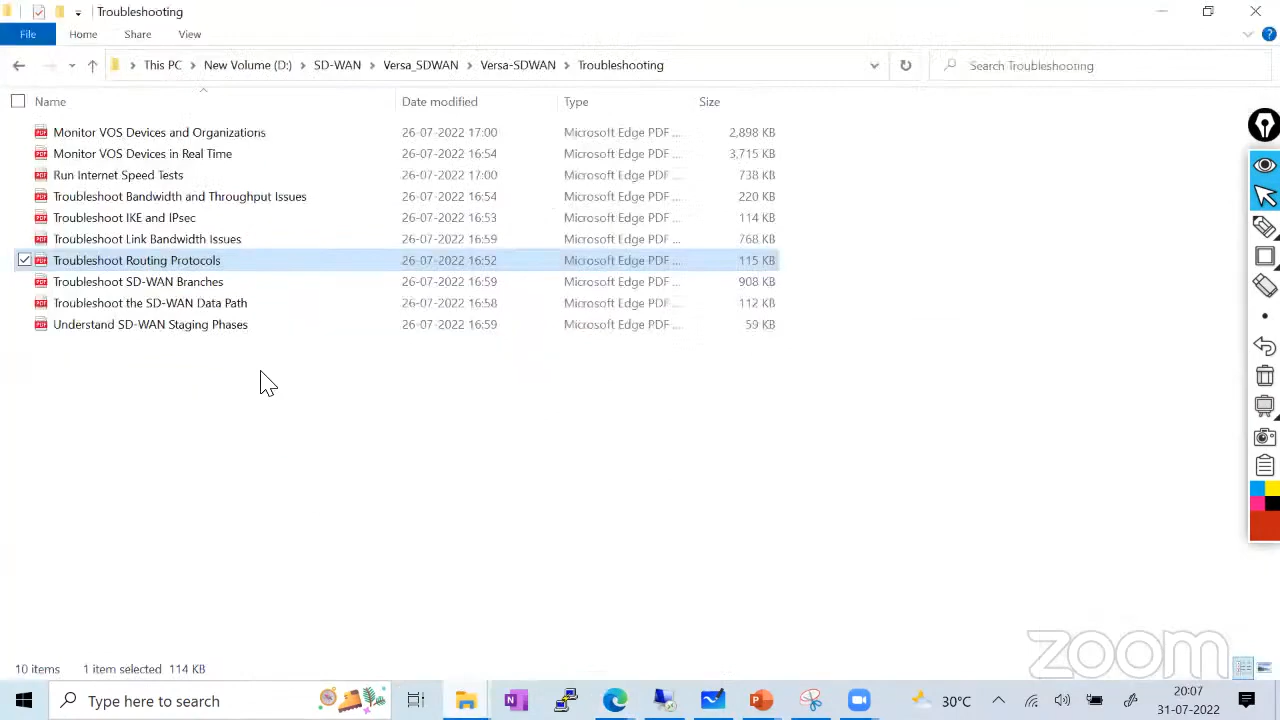 Troubleshooting
File Home Share View
This PC New Volume (D:) SD-WAN Versa_SDWAN Versa-SDWAN Troubleshooting Search Troubleshooting
Name Date modified Type Size
Monitor VOS Devices and Organizations 26-07-2022 17:00 Microsoft Edge PDF ... 2,898 KB
Monitor VOS Devices in Real Time 26-07-2022 16:54 Microsoft Edge PDF ... 3,715 KB
Run Internet Speed Tests 26-07-2022 17:00 Microsoft Edge PDF ... 738 KB
Troubleshoot Bandwidth and Throughput Issues 26-07-2022 16:54 Microsoft Edge PDF ... 220 KB
Troubleshoot IKE and IPsec 26-07-2022 16:53 Microsoft Edge PDF ... 114 KB
Troubleshoot Link Bandwidth Issues 26-07-2022 16:59 Microsoft Edge PDF ... 768 KB
Troubleshoot Routing Protocols 26-07-2022 16:52 Microsoft Edge PDF ... 115 KB
Troubleshoot SD-WAN Branches 26-07-2022 16:59 Microsoft Edge PDF ... 908 KB
Troubleshoot the SD-WAN Data Path 26-07-2022 16:58 Microsoft Edge PDF ... 112 KB
Understand SD-WAN Staging Phases 26-07-2022 16:59 Microsoft Edge PDF ... 59 KB
zoom
10 items 1 item selected 114 KB
Type here to search 30°C 20:07
31-07-2022